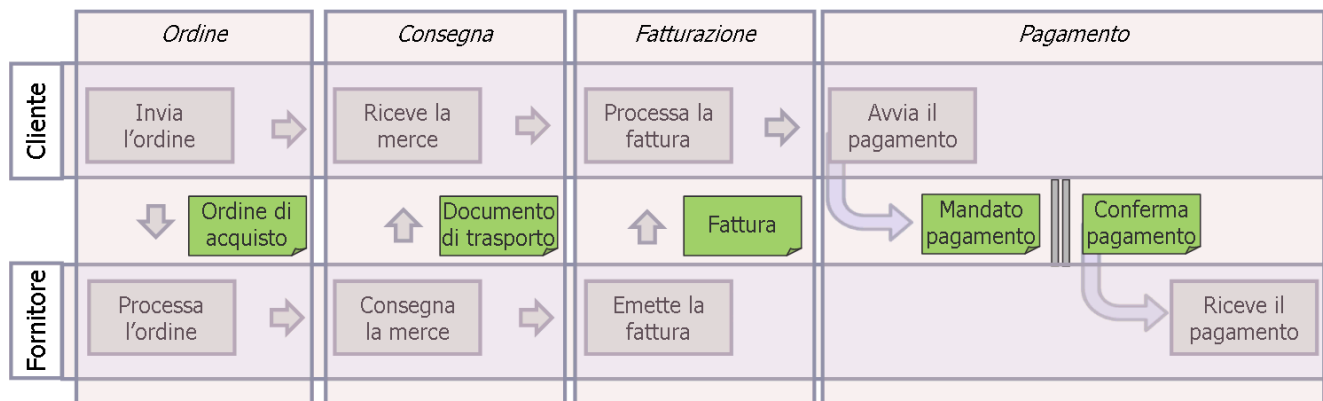 Ordine
Consegna
Fatturazione
Pagamento
Cliente
Invia
l'ordine
Riceve la
merce
Processa la
fattura
Avvia il
pagamento
Ordine di
acquisto
Documento
di trasporto
Fattura
Mandato
pagamento
Conferma
pagamento
Fornitore
Processa
l'ordine
Consegna
la merce
Emette la
fattura
Riceve il
pagamento